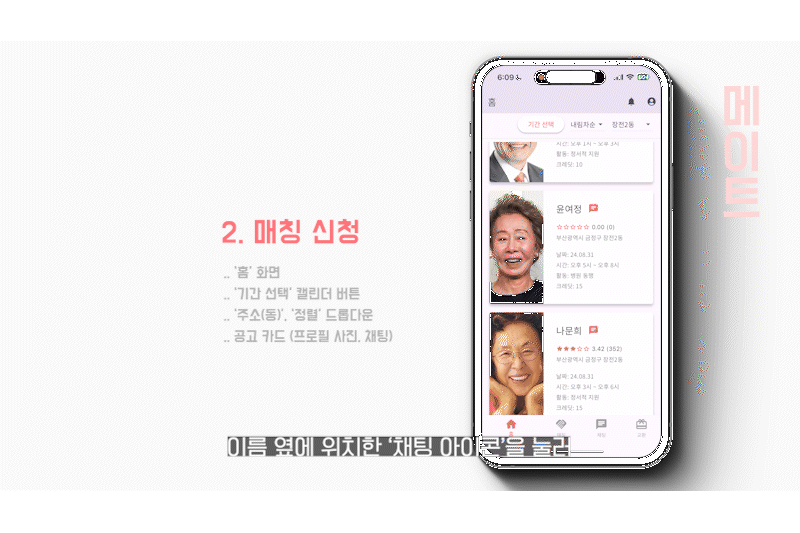 6:09
홈
기간 선택
내림차순
장전2동
시간: 오후 1시 ~ 오후 3시
활동: 정서적 지원
크레딧: 10
메이트
2. 매칭 신청
.. '홈' 화면
.. '기간 선택' 캘린더 버튼
.. '주소(동)', '정렬' 드롭다운
.. 공고 카드 (프로필 사진, 채팅)
윤여정
0.00 (0)
부산광역시 금정구 장전2동
날짜: 24.08.31
시간: 오후 5시 ~ 오후 6시
활동: 병원 동행
크레딧: 15
나문희
3.42 (352)
부산광역시 금정구 장전2동
날짜: 24.08.31
시간: 오후 3시 ~ 오후 6시
활동: 정서적 지원
크레딧: 15
홈
채팅
교환
이름 옆에 위치한 '채팅 아이콘'을 눌러